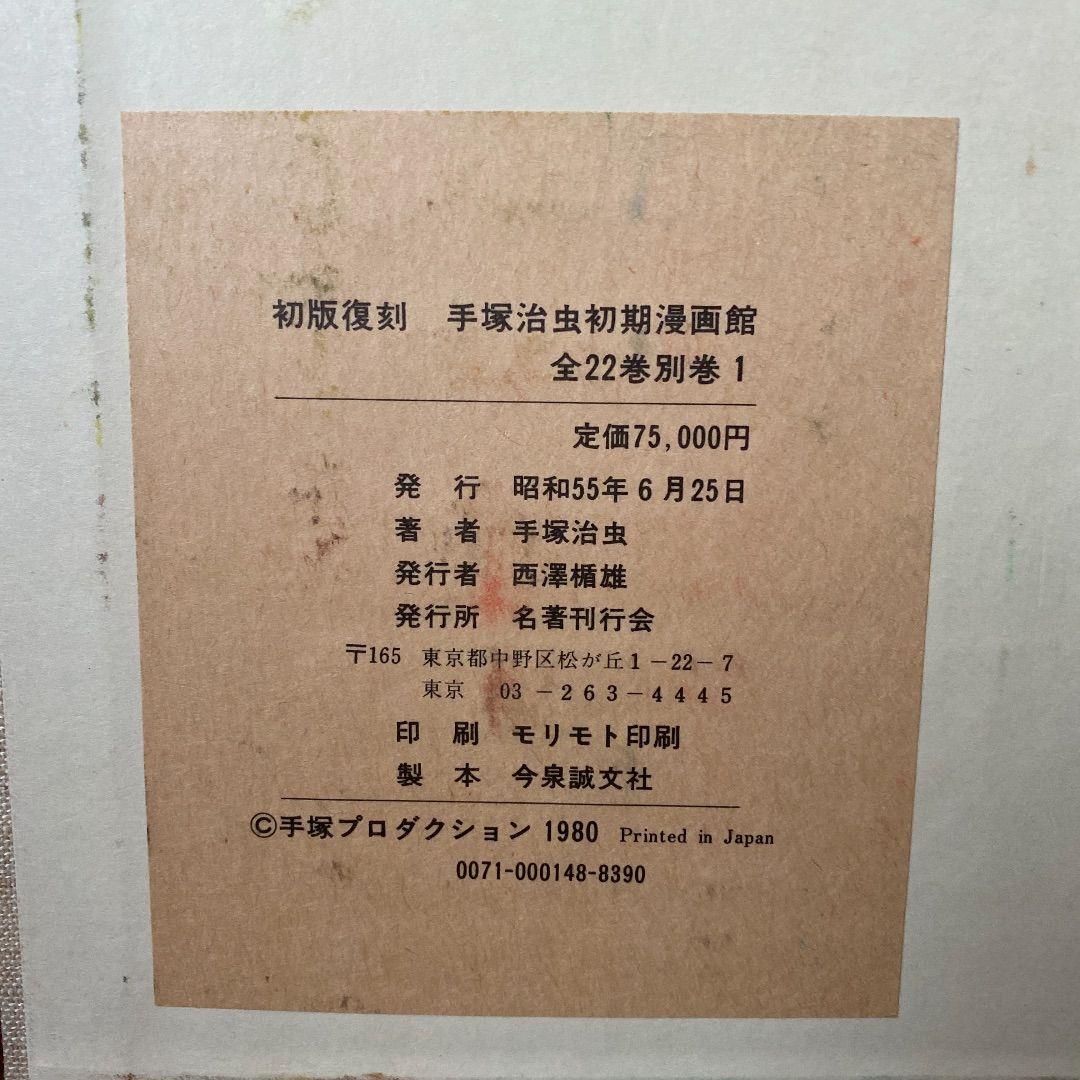 初版復刻 手塚治虫初期漫画館
全22巻別巻1
定価75,000円
発行 昭和55年6月25日
著者 手塚治虫
発行者 西澤楯雄
発行所 名著刊行会
〒165 東京都中野区松が丘1-22-7
東京 03-263-4445
印刷 モリモト印刷
製本 今泉誠文社
©手塚プロダクション 1980 Printed in Japan
0071-000148-8390